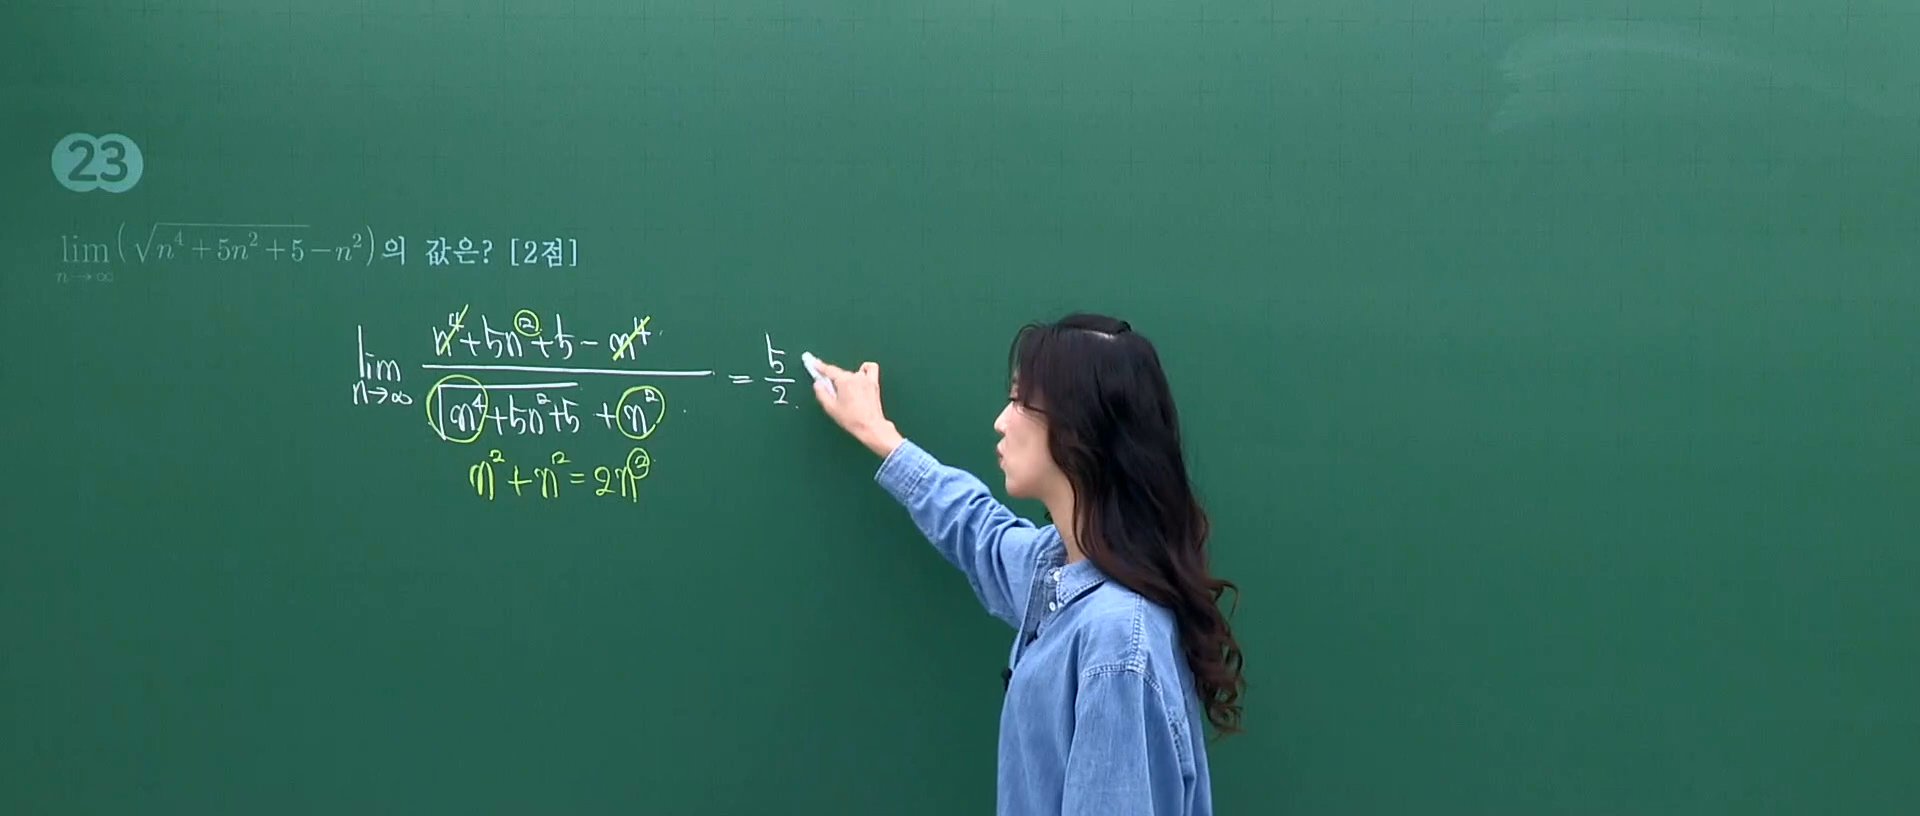 23
lim n→∞ (√(n⁴+5n²+5)−n²)의 값은? [2점]
lim n→∞ (n⁴+5n²+5−n⁴)/(√(n⁴+5n²+5)+n²) = 5/2
n²+n²=2n²